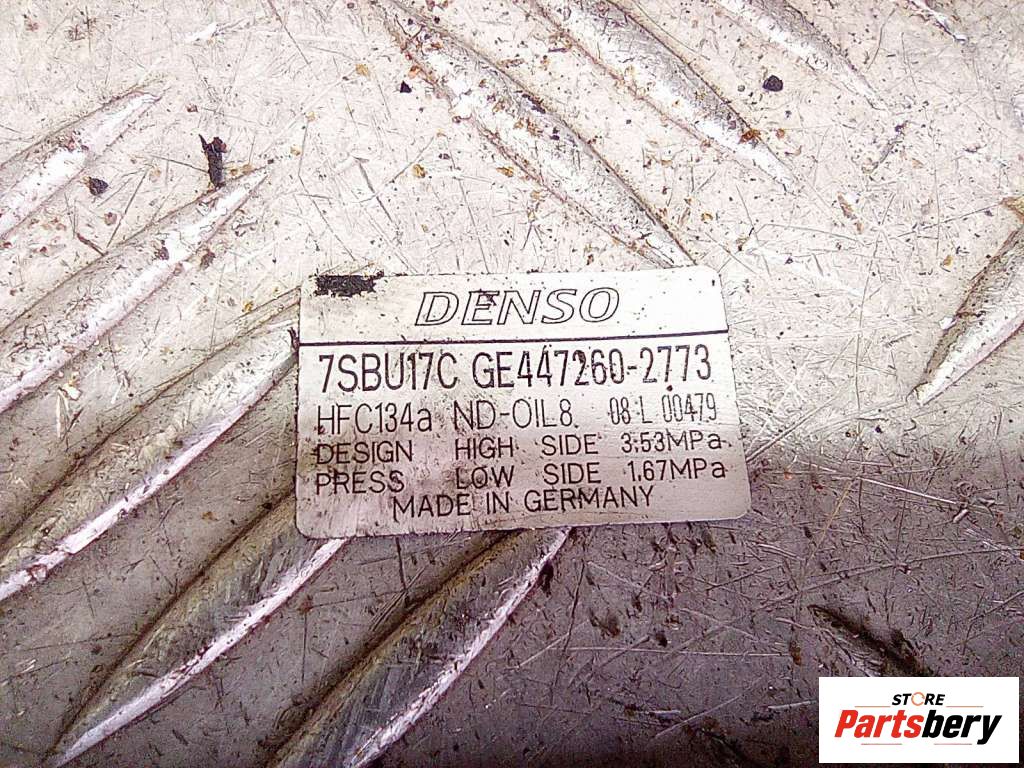 DENSO
7SBU17C GE447260-2773
HFC134a ND-OIL8. 08 L 00479
DESIGN HIGH SIDE 3.53MPa
PRESS LOW SIDE 1.67MPa
MADE IN GERMANY
STORE
Partsbery